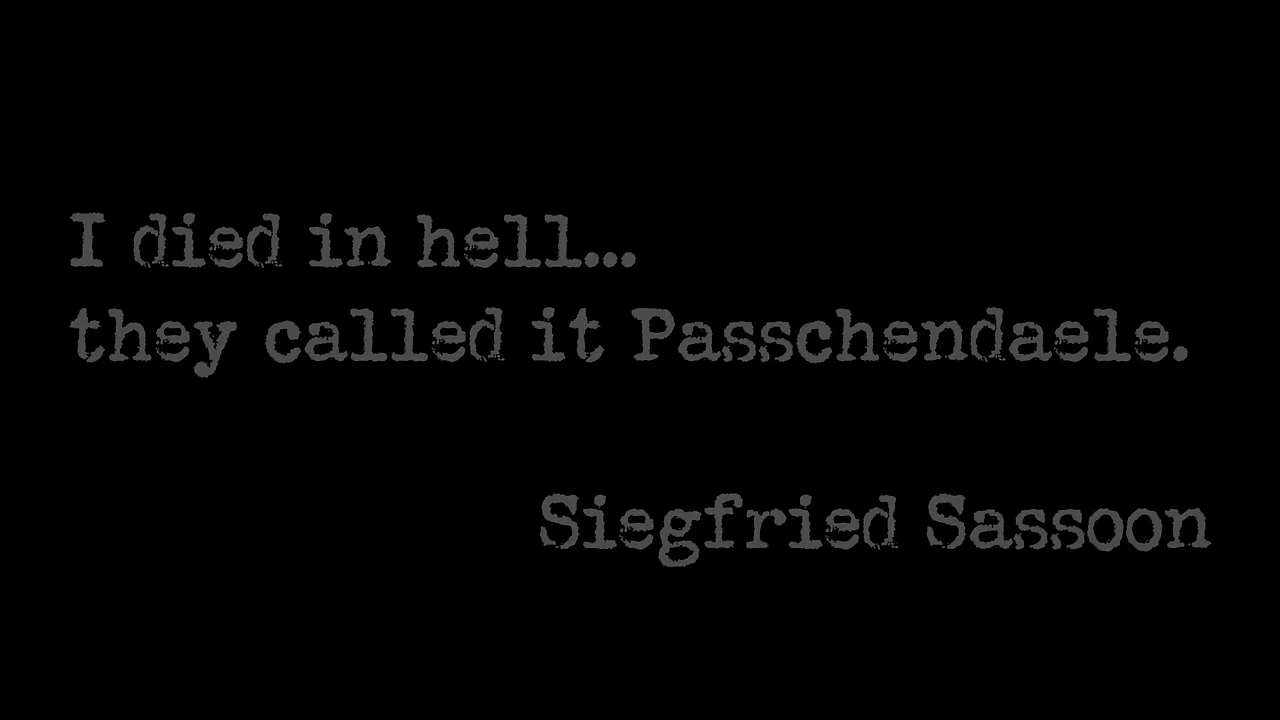 I died in hell...
they called it Passchendaele.
Siegfried Sassoon